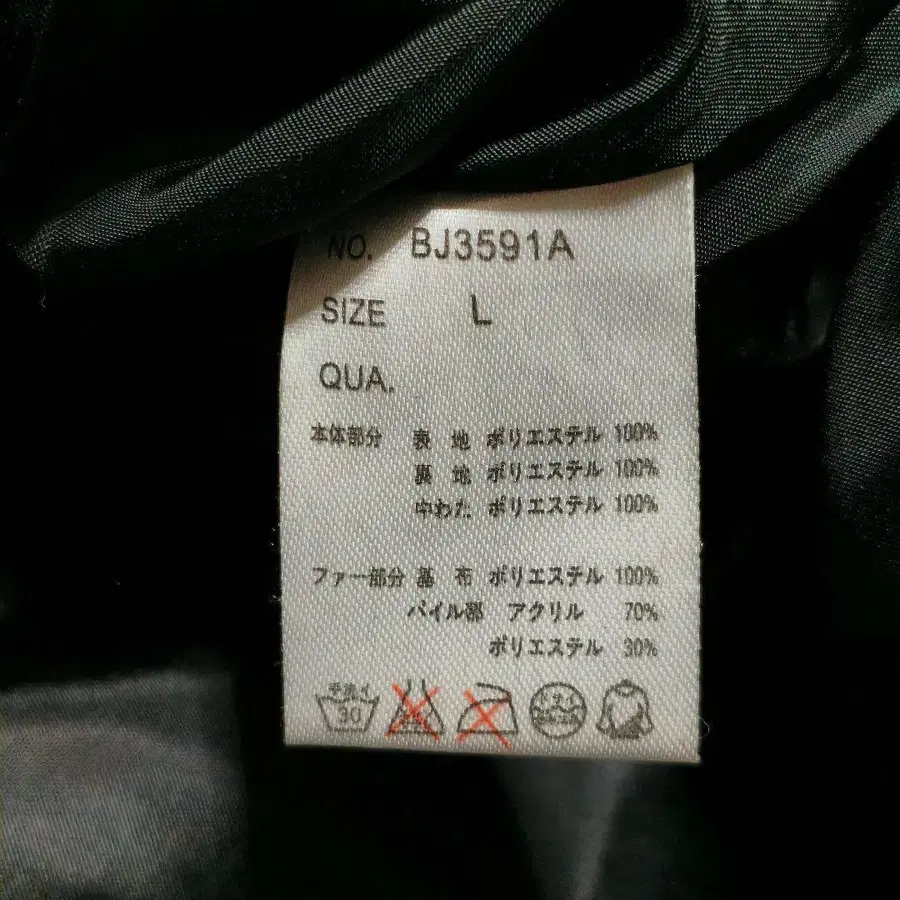 NO. BJ3591A
SIZE L
QUA.
本体部分 表 地 ポリエステル 100%
裏 地 ポリエステル 100%
中わた ポリエステル 100%
ファー部分 基 布 ポリエステル 100%
パイル部 アクリル 70%
ポリエステル 30%
手洗イ 30